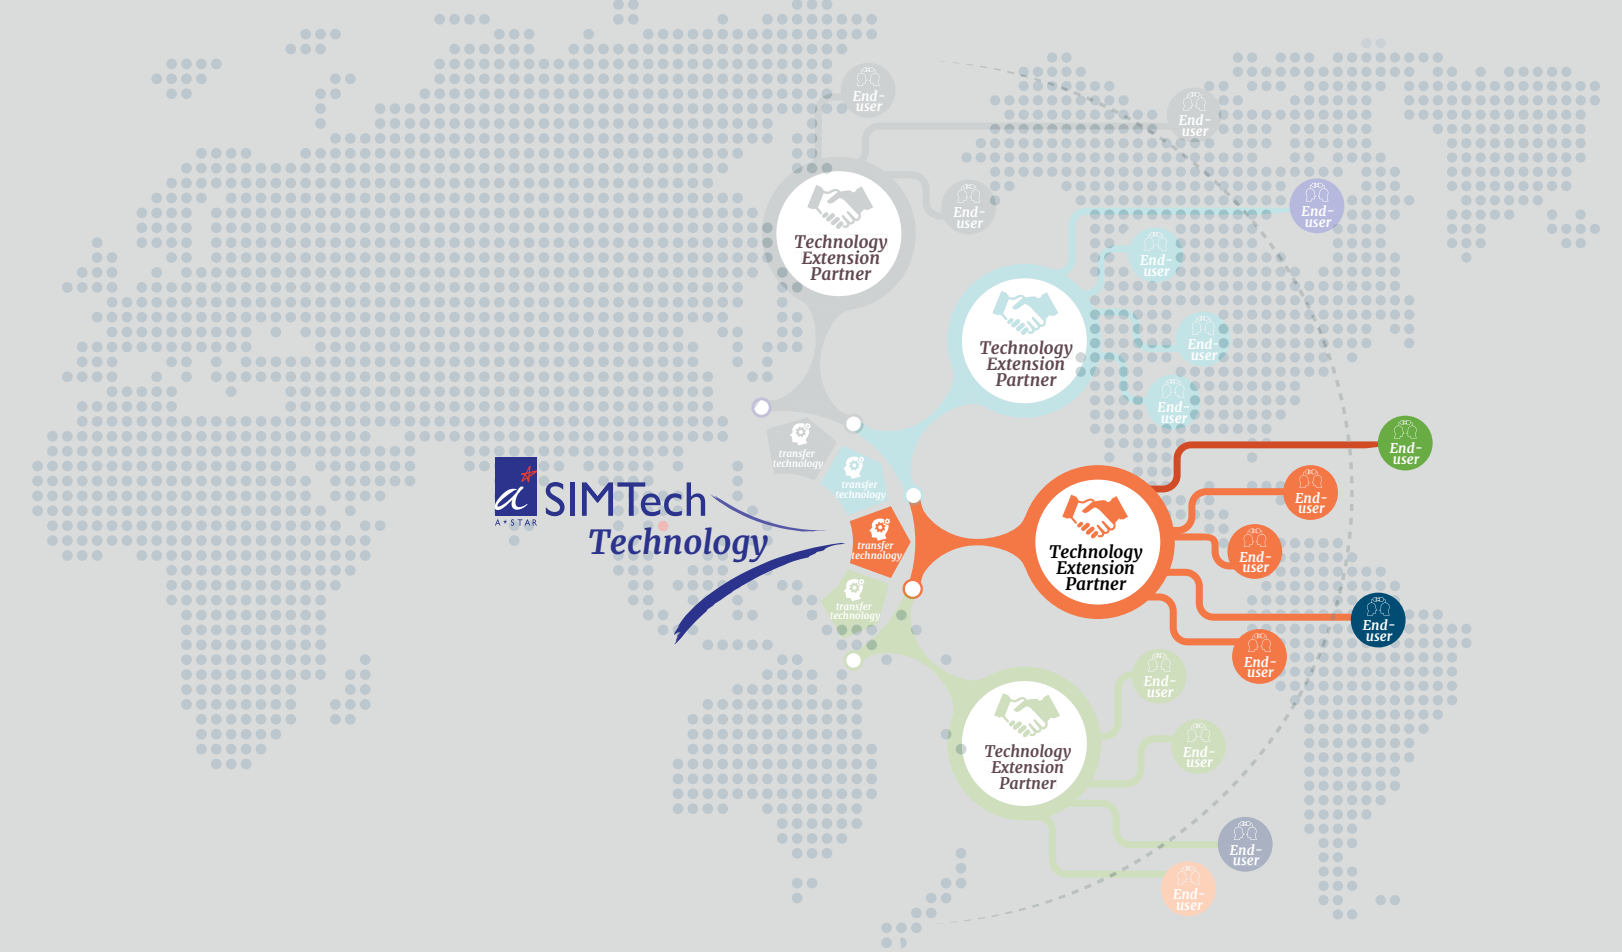 End-
user
End-
user
End-
user
Technology
Extension
Partner
End-
user
End-
user
End-
user
End-
user
Technology
Extension
Partner
transfer
technology
transfer
technology
a
A★STAR
SIMTech
Technology
transfer
technology
transfer
technology
Technology
Extension
Partner
End-
user
End-
user
End-
user
End-
user
End-
user
Technology
Extension
Partner
End-
user
End-
user
End-
user
End-
user